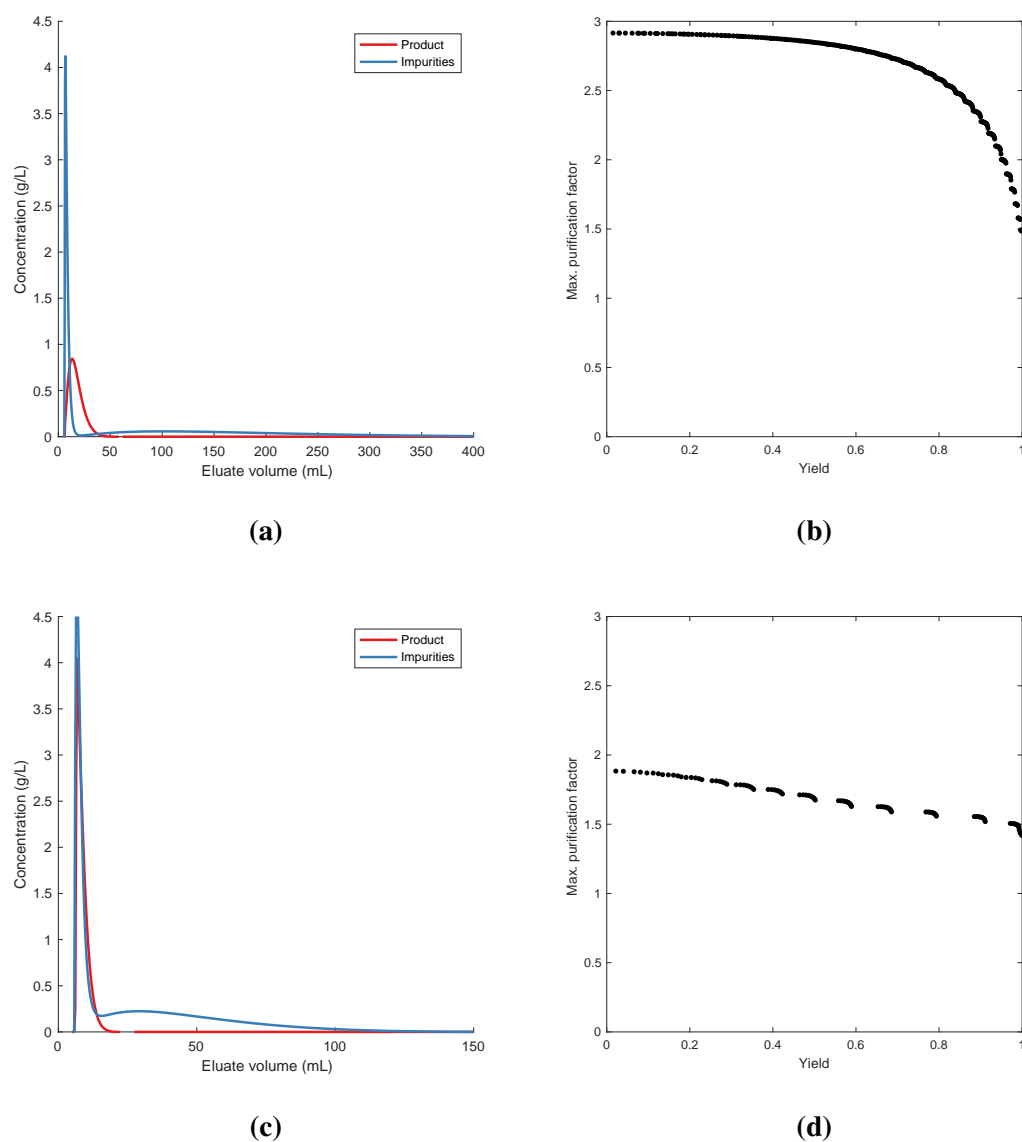 4.5
4
3.5
3
2.5
2
1.5
1
0.5
0
Concentration (g/L)
Product
Impurities
0 50 100 150 200 250 300 350 400
Eluate volume (mL)
(a)
3
2.5
2
1.5
1
0.5
0
Max. purification factor
0 0.2 0.4 0.6 0.8 1
Yield
(b)
4.5
4
3.5
3
2.5
2
1.5
1
0.5
0
Concentration (g/L)
Product
Impurities
0 50 100 150
Eluate volume (mL)
(c)
3
2.5
2
1.5
1
0.5
0
Max. purification factor
0 0.2 0.4 0.6 0.8 1
Yield
(d)